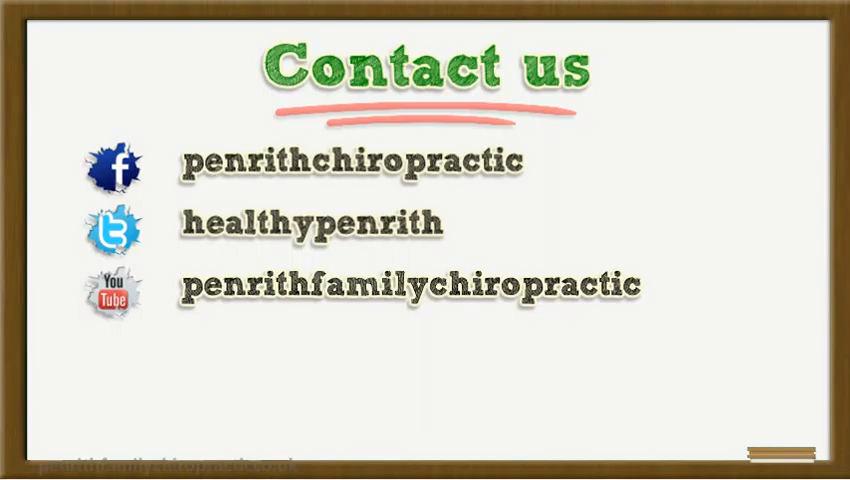 Contact us
f penrithchiropractic
t healthypenrith
You
Tube penrithfamilychiropractic